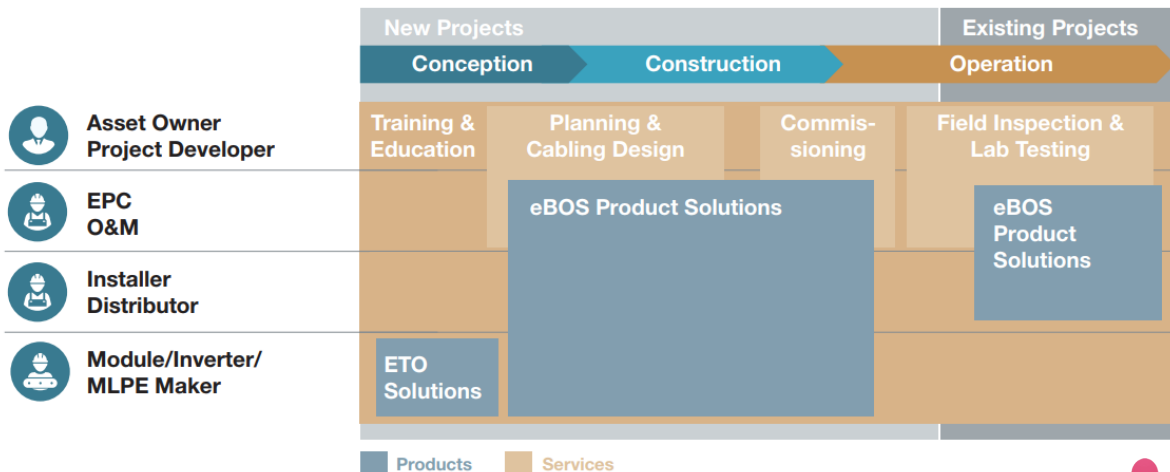 New Projects
Existing Projects
Conception
Construction
Operation
Asset Owner
Project Developer
Training &
Education
Planning &
Cabling Design
Commis-
sioning
Field Inspection &
Lab Testing
EPC
O&M
eBOS Product Solutions
eBOS
Product
Solutions
Installer
Distributor
Module/Inverter/
MLPE Maker
ETO
Solutions
Products
Services